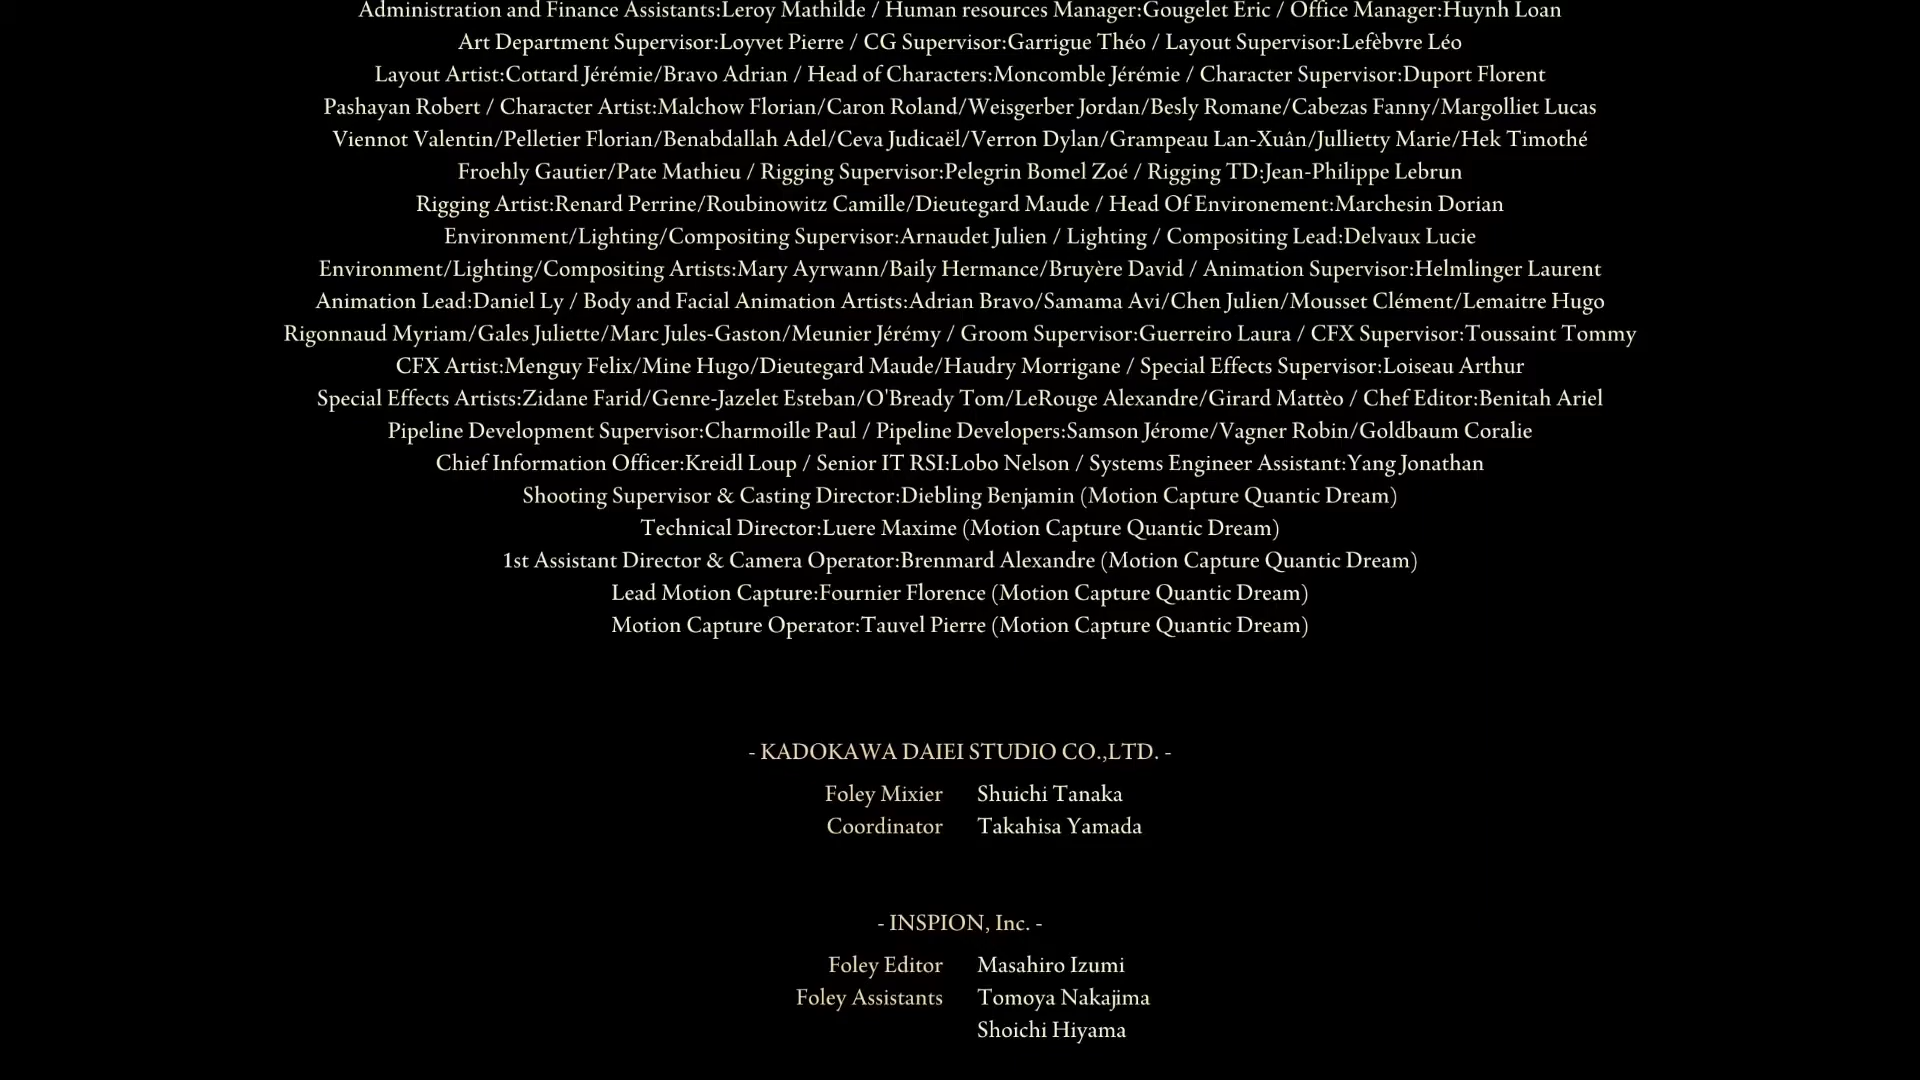 Administration and Finance Assistants:Leroy Mathilde / Human resources Manager:Gougelet Eric / Office Manager:Huynh Loan
Art Department Supervisor:Loyvet Pierre / CG Supervisor:Garrigue Théo / Layout Supervisor:Lefèbvre Léo
Layout Artist:Cottard Jérémie/Bravo Adrian / Head of Characters:Moncomble Jérémie / Character Supervisor:Duport Florent
Pashayan Robert / Character Artist:Malchow Florian/Caron Roland/Weisgerber Jordan/Besly Romane/Cabezas Fanny/Margolliet Lucas
Viennot Valentin/Pelletier Florian/Benabdallah Adel/Ceva Judicaël/Verron Dylan/Grampeau Lan-Xuân/Jullietty Marie/Hek Timothé
Froehly Gautier/Pate Mathieu / Rigging Supervisor:Pelegrin Bomel Zoé / Rigging TD:Jean-Philippe Lebrun
Rigging Artist:Renard Perrine/Roubinowitz Camille/Dieutegard Maude / Head Of Environement:Marchesin Dorian
Environment/Lighting/Compositing Supervisor:Arnaudet Julien / Lighting / Compositing Lead:Delvaux Lucie
Environment/Lighting/Compositing Artists:Mary Ayrwann/Baily Hermance/Bruyère David / Animation Supervisor:Helmlinger Laurent
Animation Lead:Daniel Ly / Body and Facial Animation Artists:Adrian Bravo/Samama Avi/Chen Julien/Mousset Clément/Lemaitre Hugo
Rigonnaud Myriam/Gales Juliette/Marc Jules-Gaston/Meunier Jérémy / Groom Supervisor:Guerreiro Laura / CFX Supervisor:Toussaint Tommy
CFX Artist:Menguy Felix/Mine Hugo/Dieutegard Maude/Haudry Morrigane / Special Effects Supervisor:Loiseau Arthur
Special Effects Artists:Zidane Farid/Genre-Jazelet Esteban/O'Bready Tom/LeRouge Alexandre/Girard Mattèo / Chef Editor:Benitah Ariel
Pipeline Development Supervisor:Charmoille Paul / Pipeline Developers:Samson Jérome/Vagner Robin/Goldbaum Coralie
Chief Information Officer:Kreidl Loup / Senior IT RSI:Lobo Nelson / Systems Engineer Assistant:Yang Jonathan
Shooting Supervisor & Casting Director:Diebling Benjamin (Motion Capture Quantic Dream)
Technical Director:Luere Maxime (Motion Capture Quantic Dream)
1st Assistant Director & Camera Operator:Brenmard Alexandre (Motion Capture Quantic Dream)
Lead Motion Capture:Fournier Florence (Motion Capture Quantic Dream)
Motion Capture Operator:Tauvel Pierre (Motion Capture Quantic Dream)
- KADOKAWA DAIEI STUDIO CO.,LTD. -
Foley Mixier Shuichi Tanaka
Coordinator Takahisa Yamada
- INSPION, Inc. -
Foley Editor Masahiro Izumi
Foley Assistants Tomoya Nakajima
Shoichi Hiyama